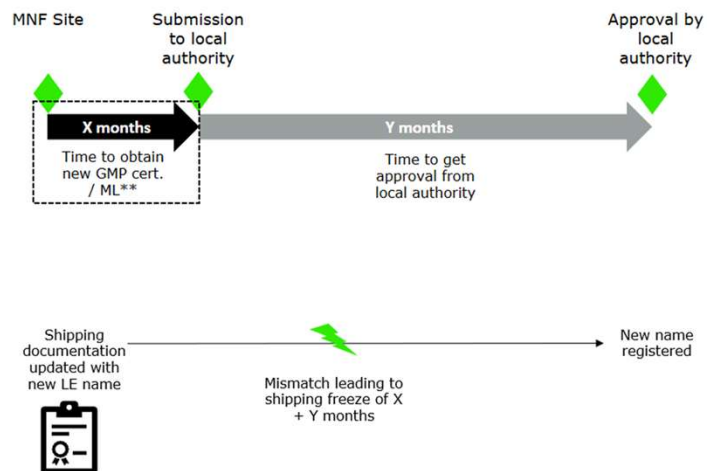 MNF Site
Submission
to local
authority
Approval by
local
authority
X months
Y months
Time to obtain
new GMP cert.
/ ML**
Time to get
approval from
local authority
Shipping
documentation
updated with
new LE name
Mismatch leading to
shipping freeze of X
+ Y months
New name
registered